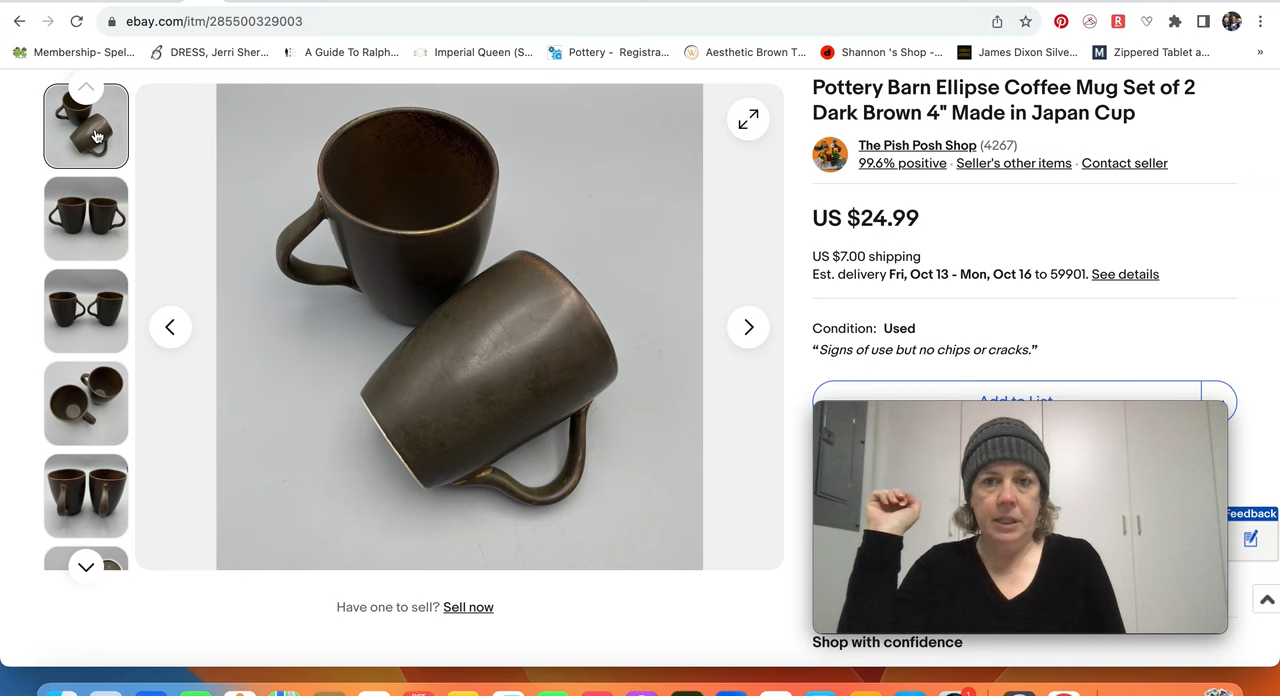 ebay.com/itm/285500329003
Membership- Spel...
DRESS, Jerri Sher...
A Guide To Ralph...
Imperial Queen (S...
Pottery - Registra...
Aesthetic Brown T...
Shannon 's Shop -...
James Dixon Silve...
M
Zippered Tablet a...
»
Pottery Barn Ellipse Coffee Mug Set of 2
Dark Brown 4" Made in Japan Cup
The Pish Posh Shop (4267)
99.6% positive · Seller's other items · Contact seller
US $24.99
US $7.00 shipping
Est. delivery Fri, Oct 13 - Mon, Oct 16 to 59901. See details
Condition: Used
“Signs of use but no chips or cracks.”
Add to List
Feedback
Have one to sell? Sell now
Shop with confidence